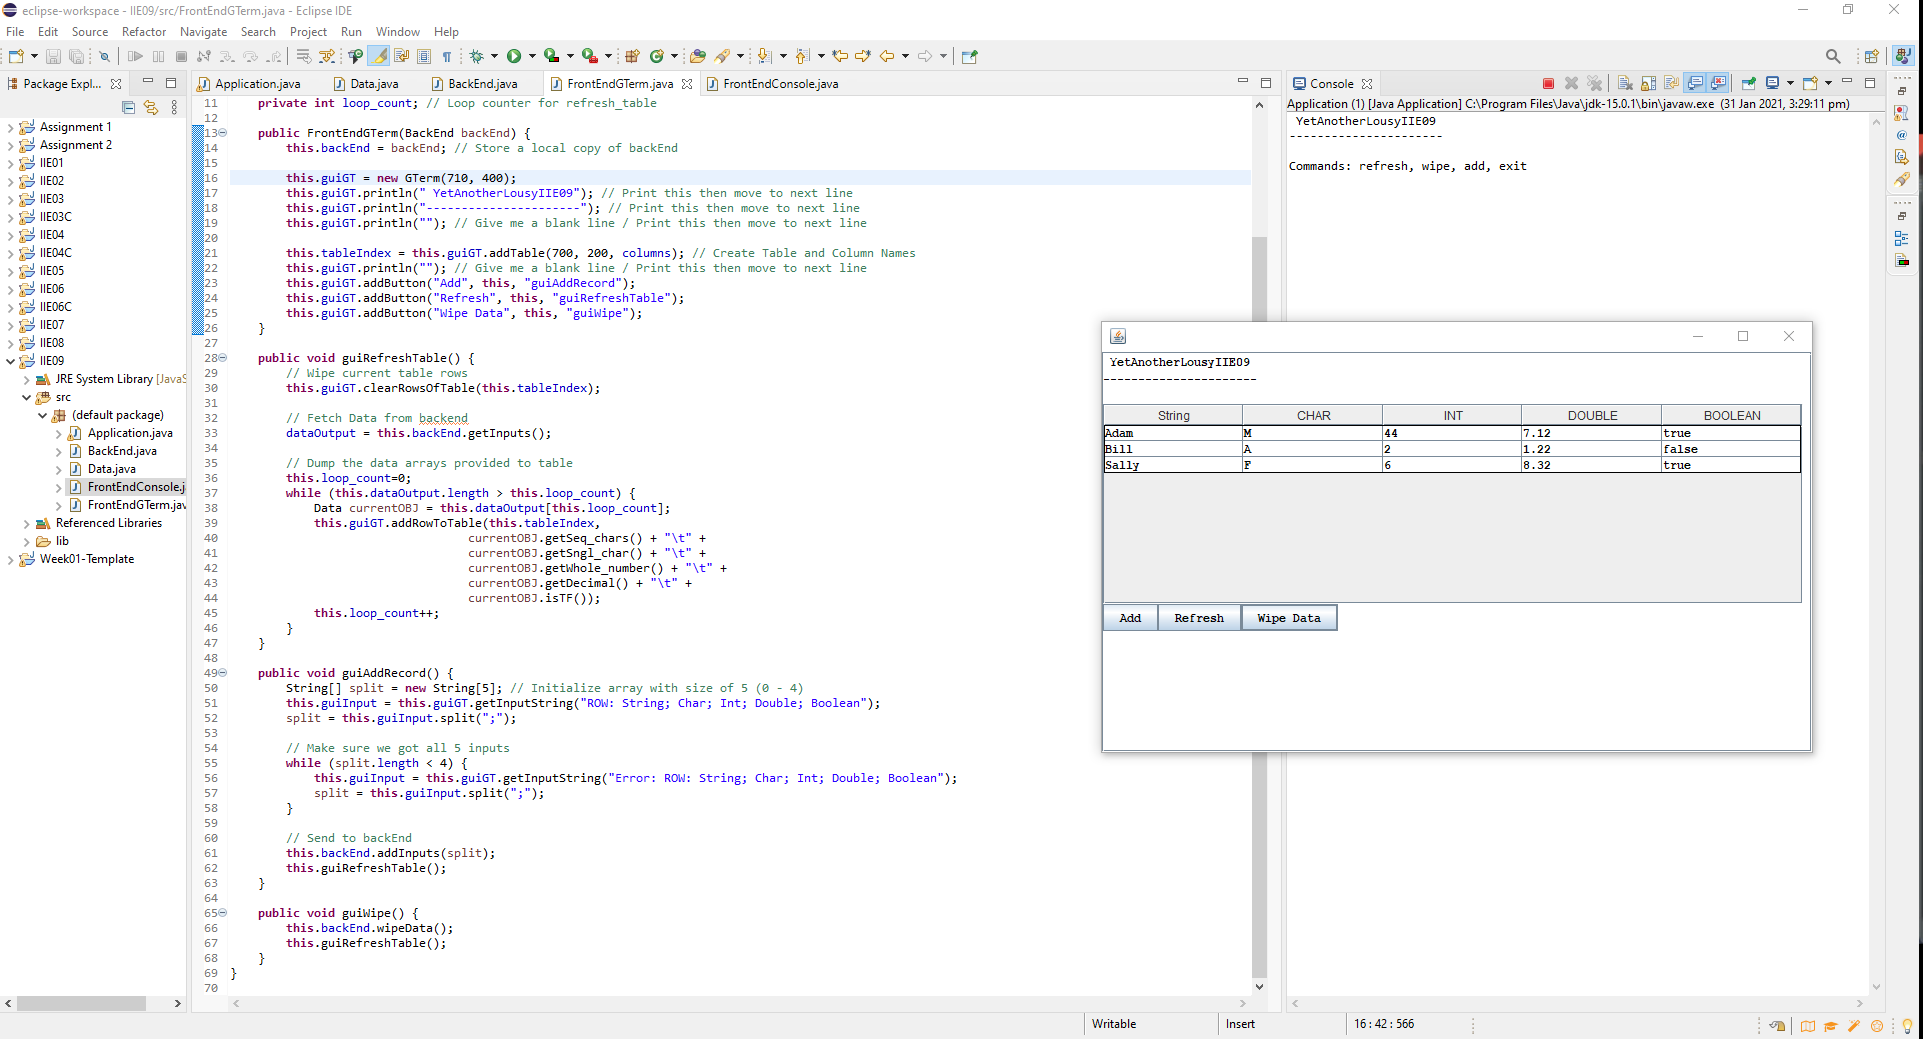 eclipse-workspace - IIE09/src/FrontEndGTerm.java - Eclipse IDE
File Edit Source Refactor Navigate Search Project Run Window Help
Package Expl...
Assignment 1
Assignment 2
IIE01
IIE02
IIE03
IIE03C
IIE04
IIE04C
IIE05
IIE06
IIE06C
IIE07
IIE08
IIE09
JRE System Library [JavaS
src
(default package)
Application.java
BackEnd.java
Data.java
FrontEndConsole.j
FrontEndGTerm.jav
Referenced Libraries
lib
Week01-Template
Application.java Data.java BackEnd.java FrontEndGTerm.java FrontEndConsole.java
11 private int loop_count; // Loop counter for refresh_table
12
13 public FrontEndGTerm(BackEnd backEnd) {
14 this.backEnd = backEnd; // Store a local copy of backEnd
15
16 this.guiGT = new GTerm(710, 400);
17 this.guiGT.println(" YetAnotherLousyIIE09"); // Print this then move to next line
18 this.guiGT.println("----------------------"); // Print this then move to next line
19 this.guiGT.println(""); // Give me a blank line / Print this then move to next line
20
21 this.tableIndex = this.guiGT.addTable(700, 200, columns); // Create Table and Column Names
22 this.guiGT.println(""); // Give me a blank line / Print this then move to next line
23 this.guiGT.addButton("Add", this, "guiAddRecord");
24 this.guiGT.addButton("Refresh", this, "guiRefreshTable");
25 this.guiGT.addButton("Wipe Data", this, "guiWipe");
26 }
27
28 public void guiRefreshTable() {
29 // Wipe current table rows
30 this.guiGT.clearRowsOfTable(this.tableIndex);
31
32 // Fetch Data from backend
33 dataOutput = this.backEnd.getInputs();
34
35 // Dump the data arrays provided to table
36 this.loop_count=0;
37 while (this.dataOutput.length > this.loop_count) {
38 Data currentOBJ = this.dataOutput[this.loop_count];
39 this.guiGT.addRowToTable(this.tableIndex,
40 currentOBJ.getSeq_chars() + "\t" +
41 currentOBJ.getSngl_char() + "\t" +
42 currentOBJ.getWhole_number() + "\t" +
43 currentOBJ.getDecimal() + "\t" +
44 currentOBJ.isTF());
45 this.loop_count++;
46 }
47 }
48
49 public void guiAddRecord() {
50 String[] split = new String[5]; // Initialize array with size of 5 (0 - 4)
51 this.guiInput = this.guiGT.getInputString("ROW: String; Char; Int; Double; Boolean");
52 split = this.guiInput.split(";");
53
54 // Make sure we got all 5 inputs
55 while (split.length < 4) {
56 this.guiInput = this.guiGT.getInputString("Error: ROW: String; Char; Int; Double; Boolean");
57 split = this.guiInput.split(";");
58 }
59
60 // Send to backEnd
61 this.backEnd.addInputs(split);
62 this.guiRefreshTable();
63 }
64
65 public void guiWipe() {
66 this.backEnd.wipeData();
67 this.guiRefreshTable();
68 }
69 }
70
Console
Application (1) [Java Application] C:\Program Files\Java\jdk-15.0.1\bin\javaw.exe (31 Jan 2021, 3:29:11 pm)
YetAnotherLousyIIE09
----------------------
Commands: refresh, wipe, add, exit
YetAnotherLousyIIE09
----------------------
String CHAR INT DOUBLE BOOLEAN
Adam M 44 7.12 true
Bill A 2 1.22 false
Sally F 6 8.32 true
Add Refresh Wipe Data
Writable Insert 16 : 42 : 566